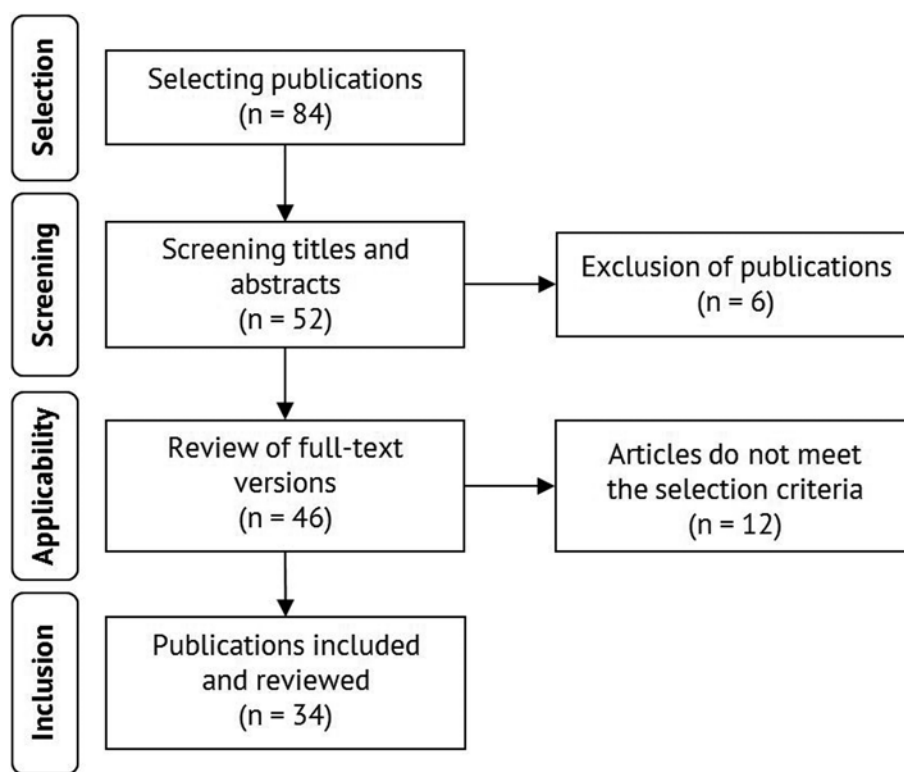 Selection
Selecting publications
(n = 84)
Screening
Screening titles and
abstracts
(n = 52)
Exclusion of publications
(n = 6)
Applicability
Review of full-text
versions
(n = 46)
Articles do not meet
the selection criteria
(n = 12)
Inclusion
Publications included
and reviewed
(n = 34)